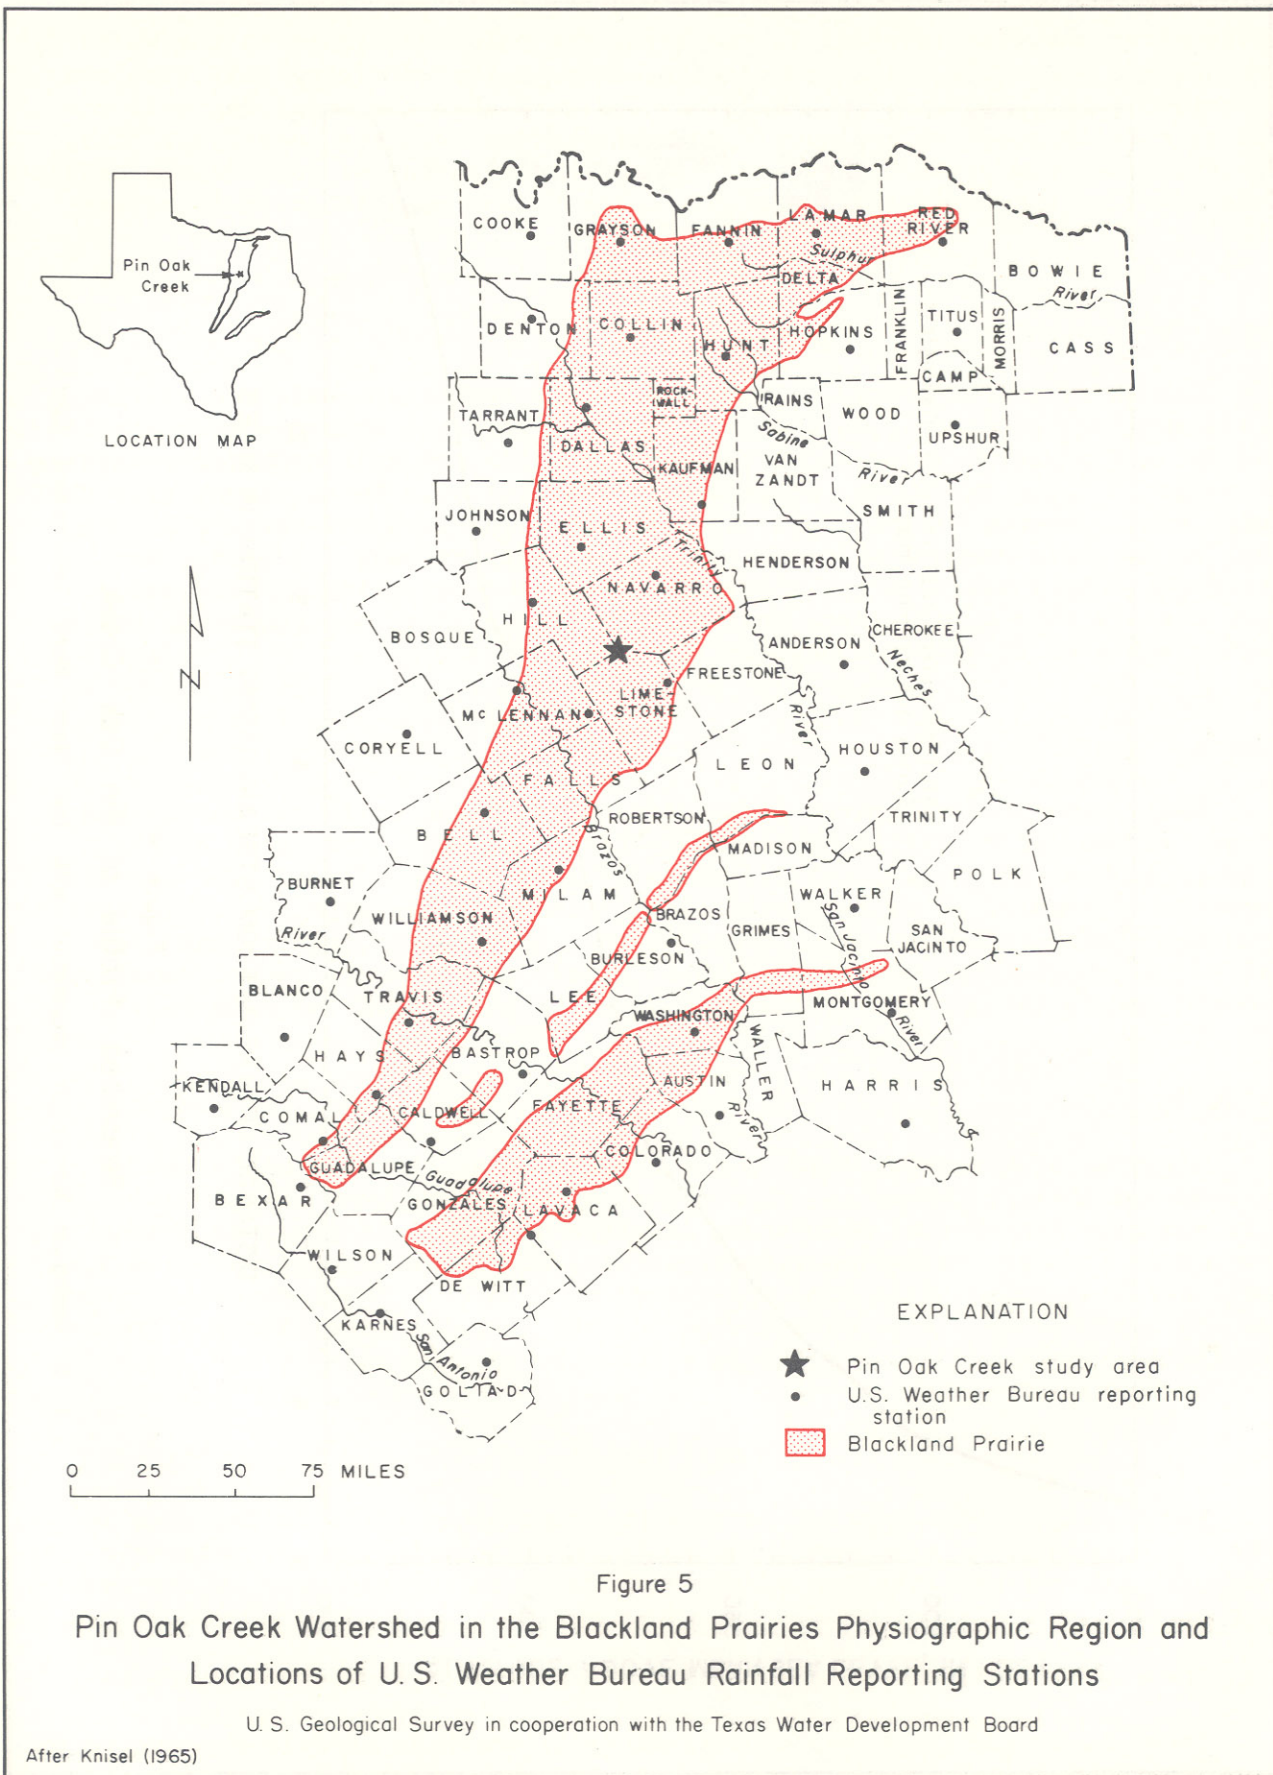 COOKE
GRAYSON
FANNIN
LAMAR
RED
RIVER
Sulphur
BOWIE
River
DELTA
DENTON
COLLIN
HUNT
HOPKINS
FRANKLIN
TITUS
MORRIS
CASS
CAMP
Pin Oak
Creek
LOCATION MAP
TARRANT
DALLAS
ROCK-
WALL
RAINS
WOOD
UPSHUR
Sabine
River
KAUFMAN
VAN
ZANDT
SMITH
JOHNSON
ELLIS
Trinity
HENDERSON
NAVARRO
HILL
BOSQUE
ANDERSON
CHEROKEE
Neches
N
FREESTONE
LIME-
STONE
McLENNAN
River
CORYELL
LEON
HOUSTON
FALLS
BELL
Brazos
ROBERTSON
MADISON
TRINITY
POLK
BURNET
MILAM
WALKER
WILLIAMSON
BRAZOS
GRIMES
San Jacinto
SAN
JACINTO
River
BURLESON
BLANCO
TRAVIS
LEE
WASHINGTON
MONTGOMERY
River
HAYS
BASTROP
WALLER
KENDALL
COMAL
CALDWELL
FAYETTE
AUSTIN
River
HARRIS
GUADALUPE
Guadalupe
COLORADO
BEXAR
GONZALES
LAVACA
WILSON
DE WITT
KARNES
San Antonio
GOLIAD
EXPLANATION
Pin Oak Creek study area
U.S. Weather Bureau reporting
station
Blackland Prairie
0 25 50 75 MILES
Figure 5
Pin Oak Creek Watershed in the Blackland Prairies Physiographic Region and
Locations of U.S. Weather Bureau Rainfall Reporting Stations
U. S. Geological Survey in cooperation with the Texas Water Development Board
After Knisel (1965)